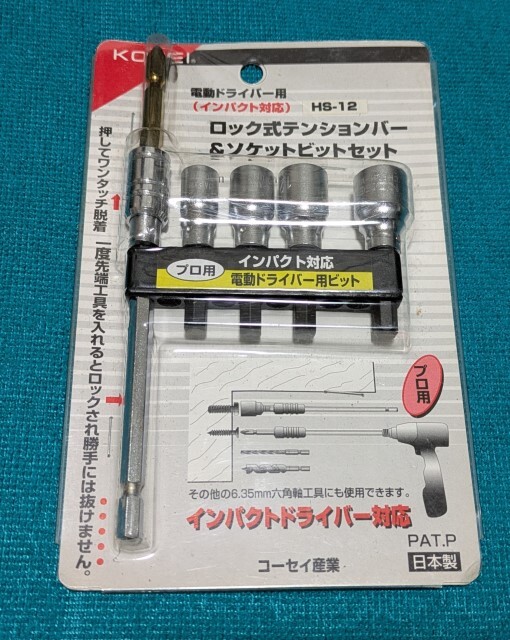 電動ドライバー用
(インパクト対応) HS-12
ロック式テンションバー
&ソケットビットセット
押してワンタッチ脱着
一度先端工具を入れるとロックされ勝手には抜けません。
プロ用
インパクト対応
電動ドライバー用ビット
プロ用
その他の6.35mm六角軸工具にも使用できます。
インパクトドライバー対応
PAT.P
コーセイ産業
日本製